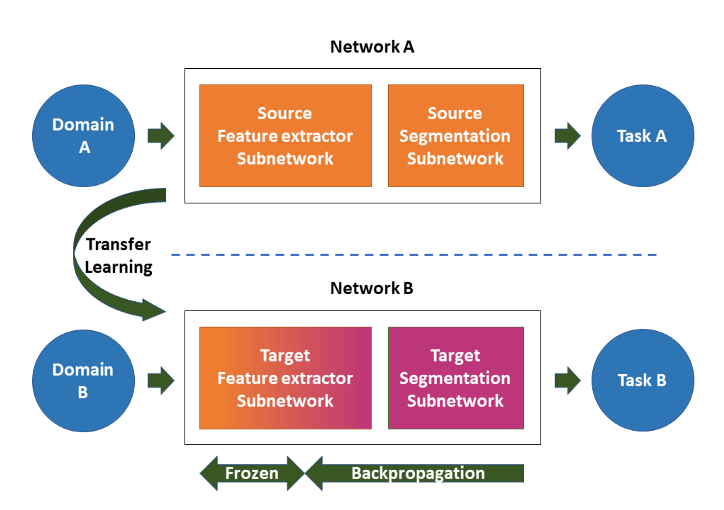 Network A
Domain
A
Source
Feature extractor
Subnetwork
Source
Segmentation
Subnetwork
Task A
Transfer
Learning
Network B
Domain
B
Target
Feature extractor
Subnetwork
Target
Segmentation
Subnetwork
Task B
Frozen
Backpropagation